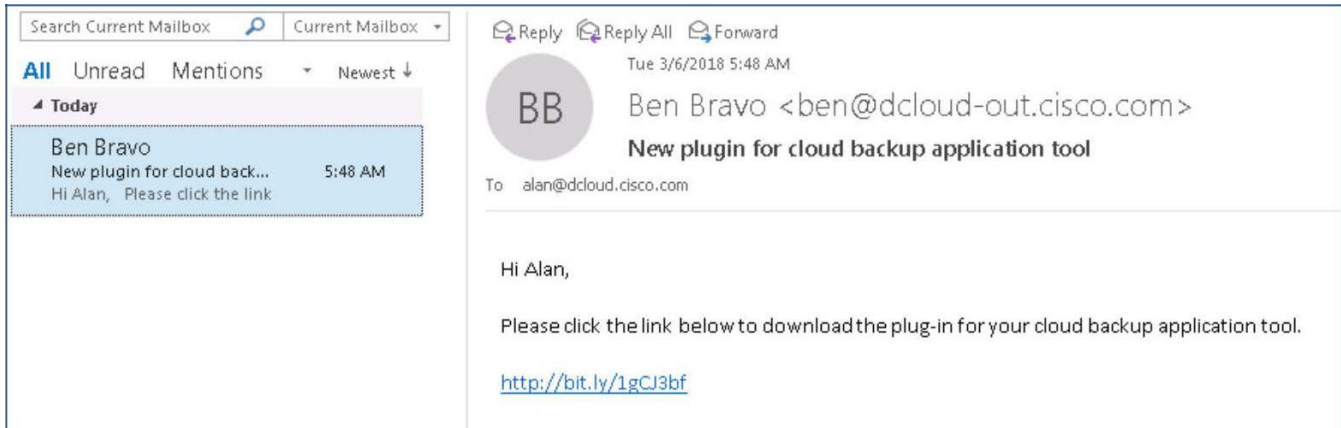 Search Current Mailbox Current Mailbox
All Unread Mentions Newest ↓
Today
Ben Bravo
New plugin for cloud back... 5:48 AM
Hi Alan, Please click the link
Reply Reply All Forward
Tue 3/6/2018 5:48 AM
BB
Ben Bravo <ben@dcloud-out.cisco.com>
New plugin for cloud backup application tool
To alan@dcloud.cisco.com
Hi Alan,
Please click the link below to download the plug-in for your cloud backup application tool.
http://bit.ly/1gCJ3bf